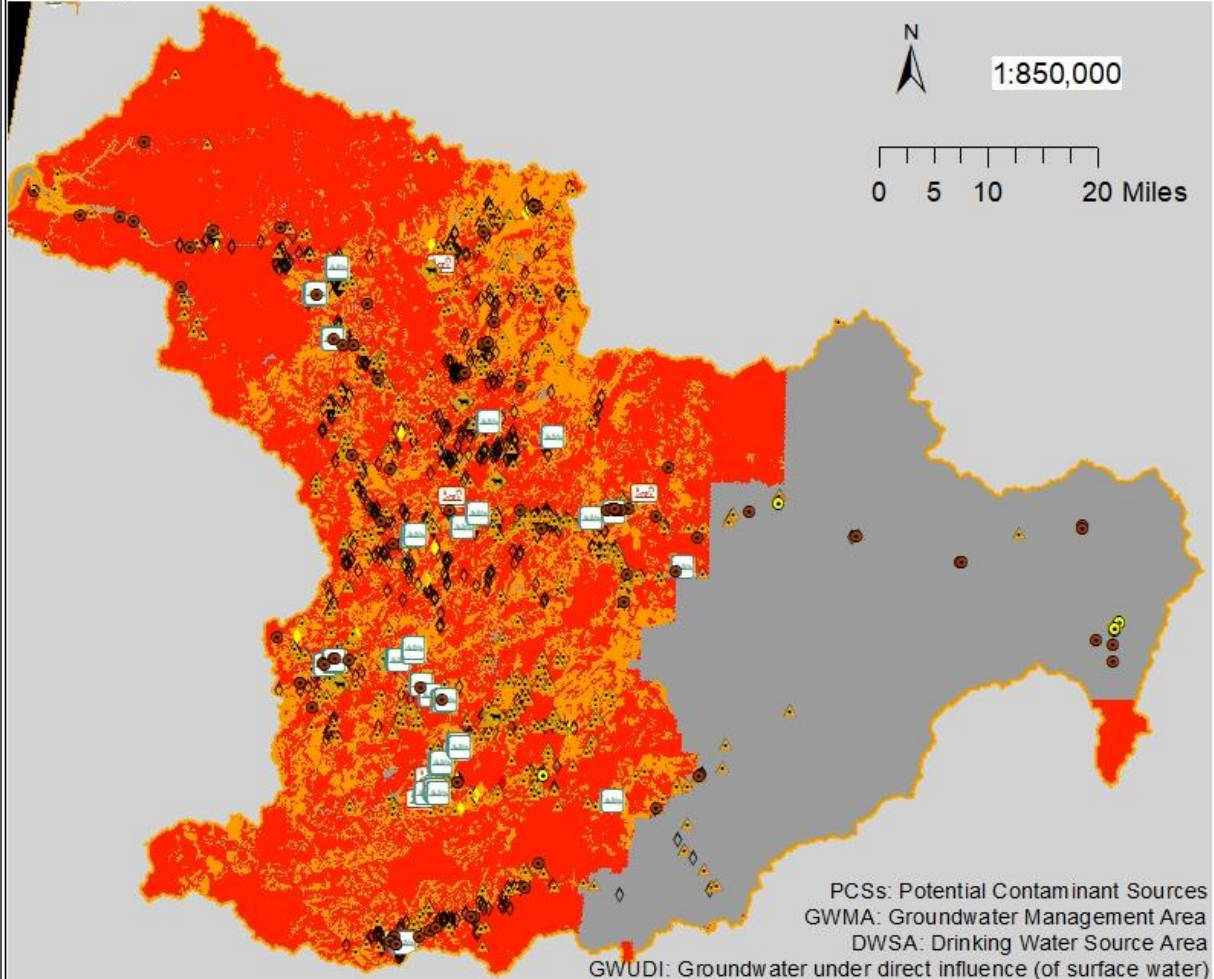 N
1:850,000
0 5 10 20 Miles
PCSs: Potential Contaminant Sources
GWMA: Groundwater Management Area
DWSA: Drinking Water Source Area
GWUDI: Groundwater under direct influence (of surface water)